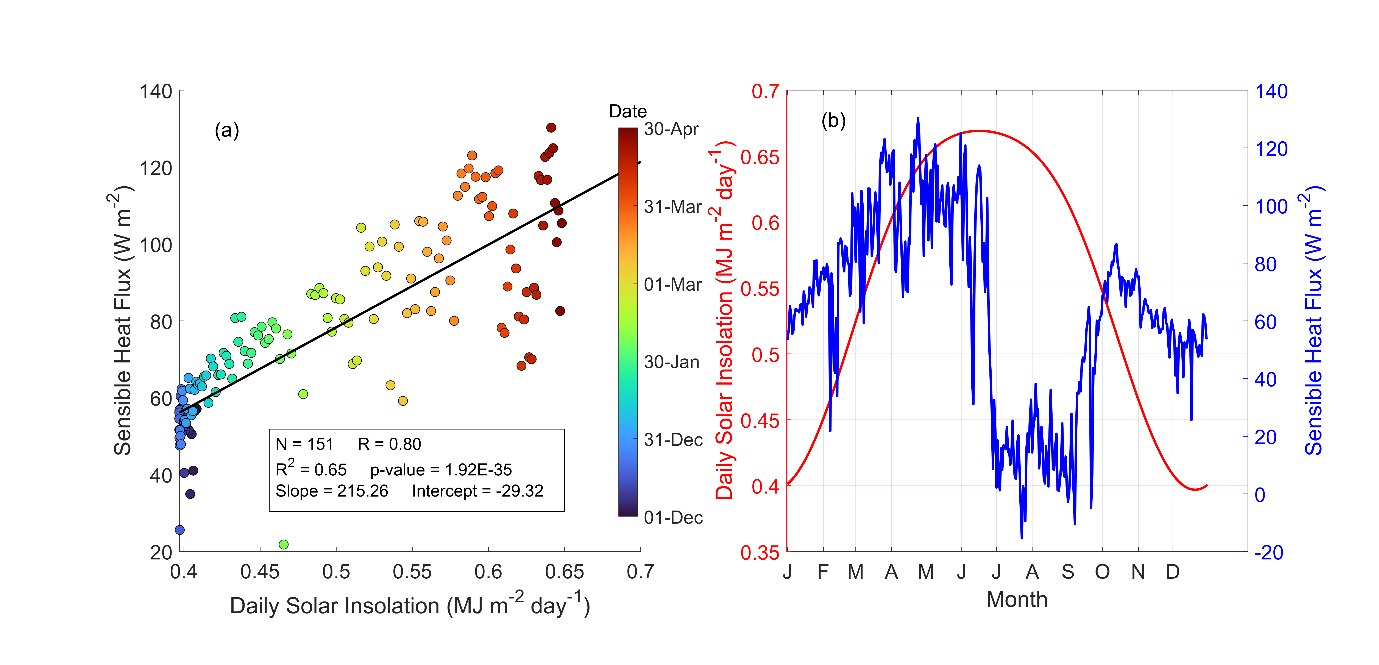 (a)
Sensible Heat Flux (W m⁻²)
140
120
100
80
60
40
20
0.4 0.45 0.5 0.55 0.6 0.65 0.7
Daily Solar Insolation (MJ m⁻² day⁻¹)
N = 151 R = 0.80
R² = 0.65 p-value = 1.92E-35
Slope = 215.26 Intercept = -29.32
Date
30-Apr
31-Mar
01-Mar
30-Jan
31-Dec
01-Dec
(b)
Daily Solar Insolation (MJ m⁻² day⁻¹)
0.7
0.65
0.6
0.55
0.5
0.45
0.4
0.35
J F M A M J J A S O N D
Month
140
120
100
80
60
40
20
0
-20
Sensible Heat Flux (W m⁻²)